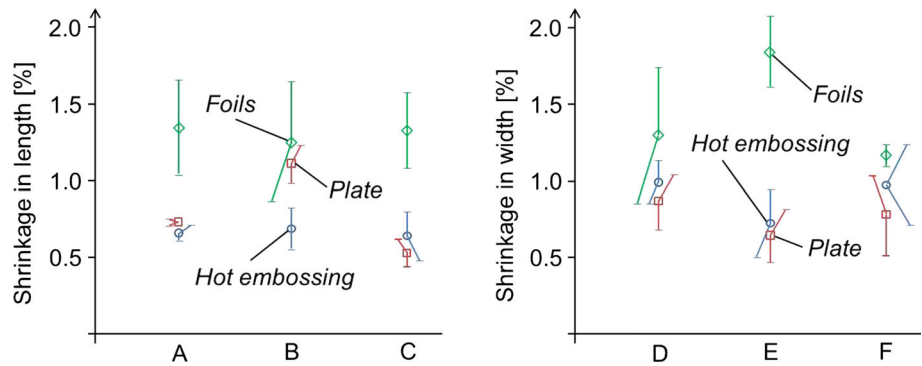 Shrinkage in length [%]
2.0
1.5
1.0
0.5
Foils
Plate
Hot embossing
A B C
Shrinkage in width [%]
2.0
1.5
1.0
0.5
Foils
Hot embossing
Plate
D E F